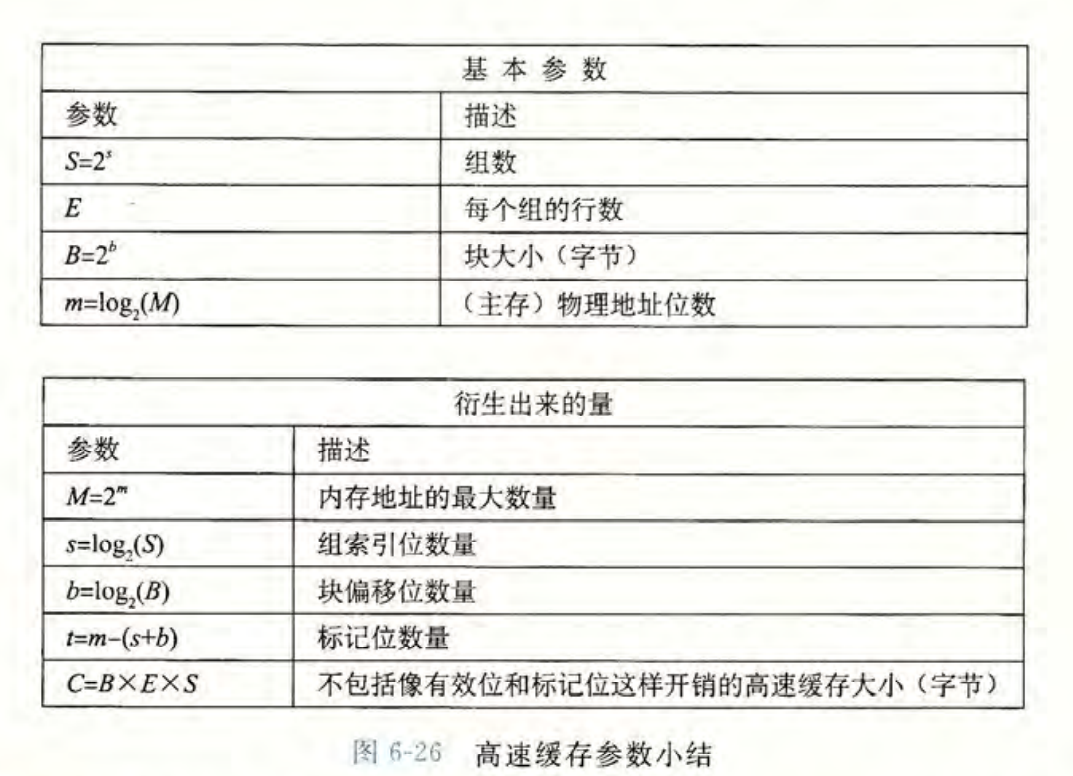 基本参数
参数 描述
S=2^s 组数
E 每个组的行数
B=2^b 块大小（字节）
m=log₂(M) （主存）物理地址位数
衍生出来的量
参数 描述
M=2^m 内存地址的最大数量
s=log₂(S) 组索引位数量
b=log₂(B) 块偏移位数量
t=m-(s+b) 标记位数量
C=B×E×S 不包括像有效位和标记位这样开销的高速缓存大小（字节）
图 6-26 高速缓存参数小结